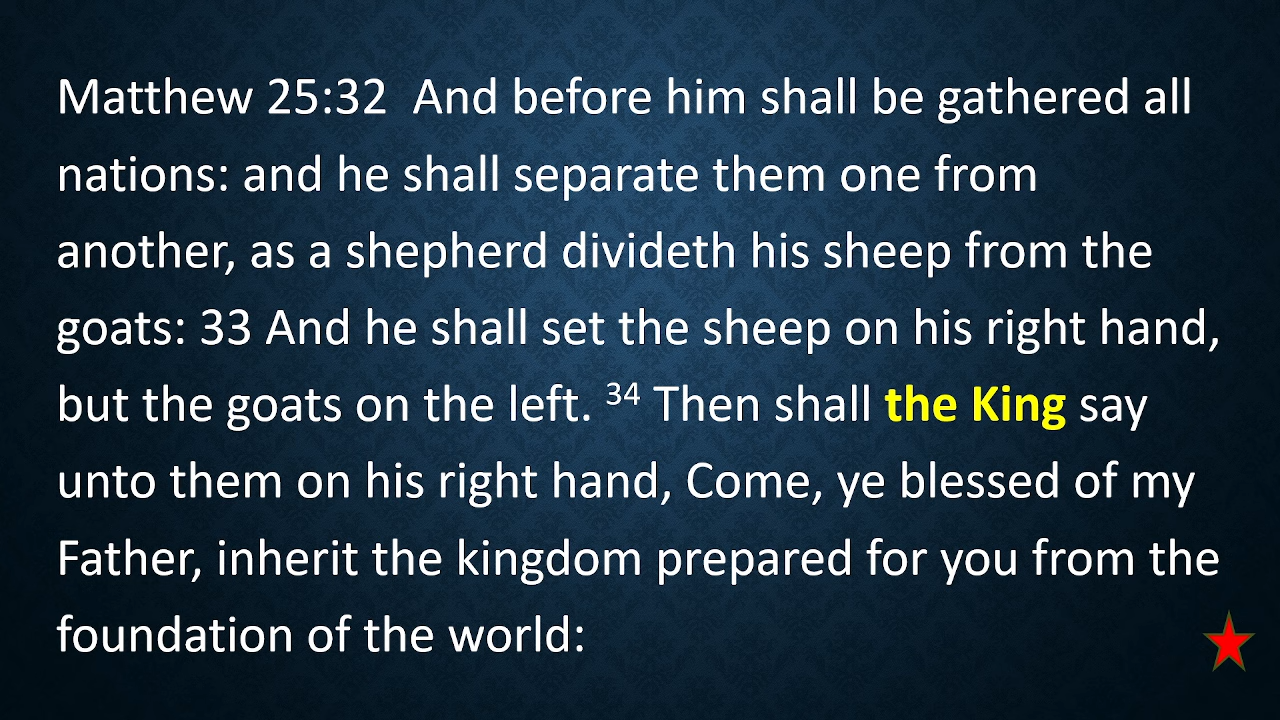 Matthew 25:32  And before him shall be gathered all
nations: and he shall separate them one from
another, as a shepherd divideth his sheep from the
goats: 33 And he shall set the sheep on his right hand,
but the goats on the left. ³⁴ Then shall the King say
unto them on his right hand, Come, ye blessed of my
Father, inherit the kingdom prepared for you from the
foundation of the world: